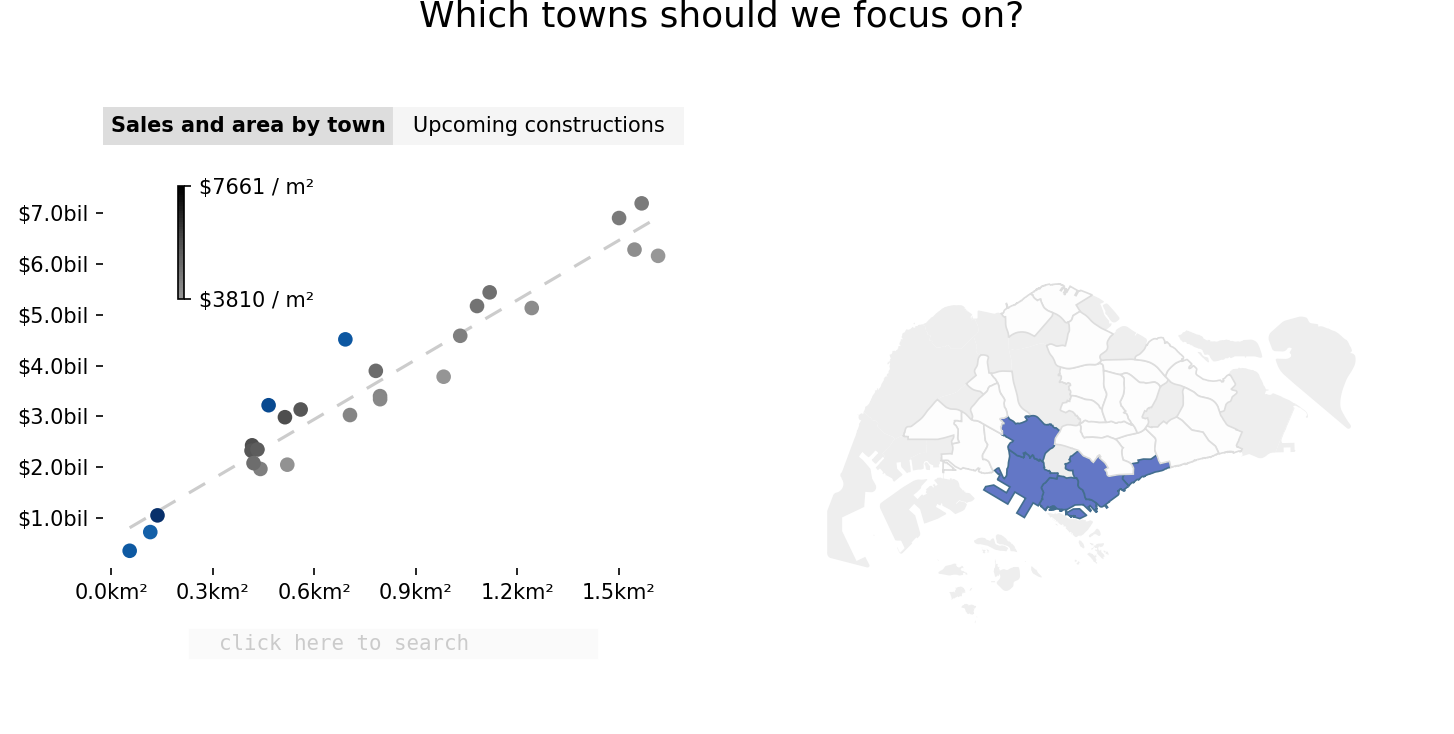 Which towns should we focus on?
Sales and area by town
Upcoming constructions
$7661 / m²
$3810 / m²
$7.0bil
$6.0bil
$5.0bil
$4.0bil
$3.0bil
$2.0bil
$1.0bil
0.0km² 0.3km² 0.6km² 0.9km² 1.2km² 1.5km²
click here to search